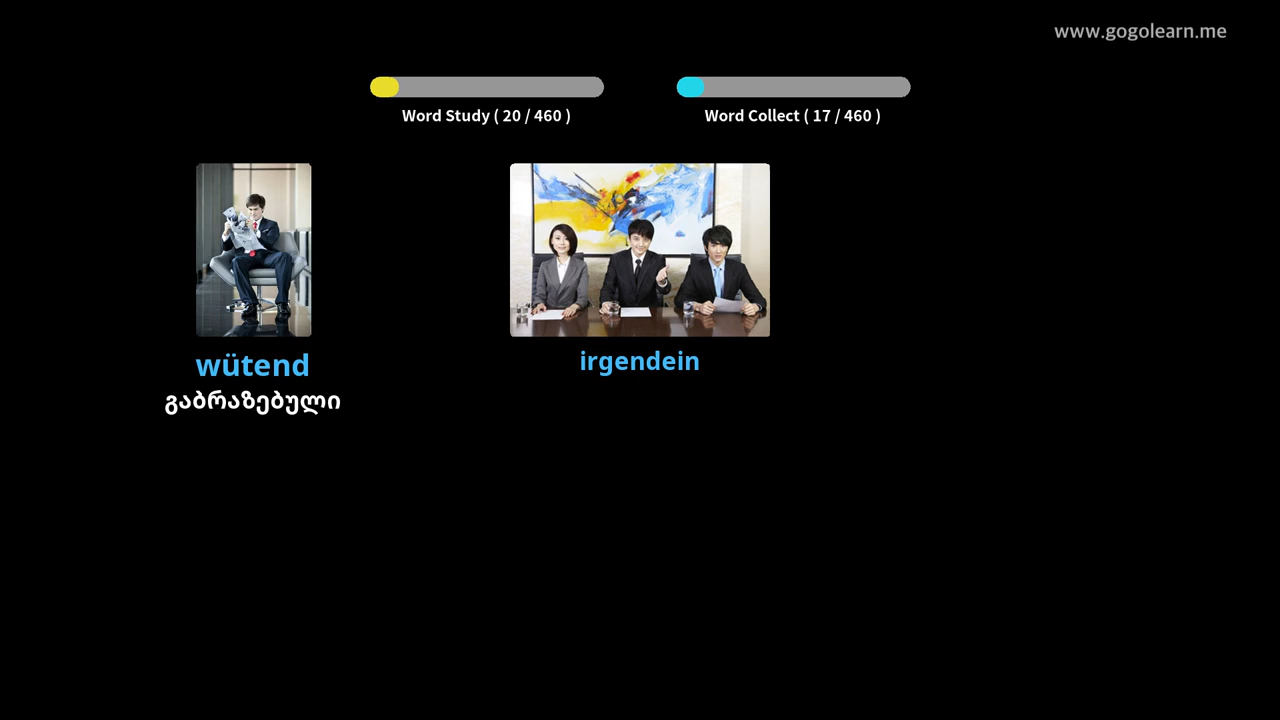 www.gogolearn.me
Word Study ( 20 / 460 )
Word Collect ( 17 / 460 )
wütend
გაბრაზებული
irgendein